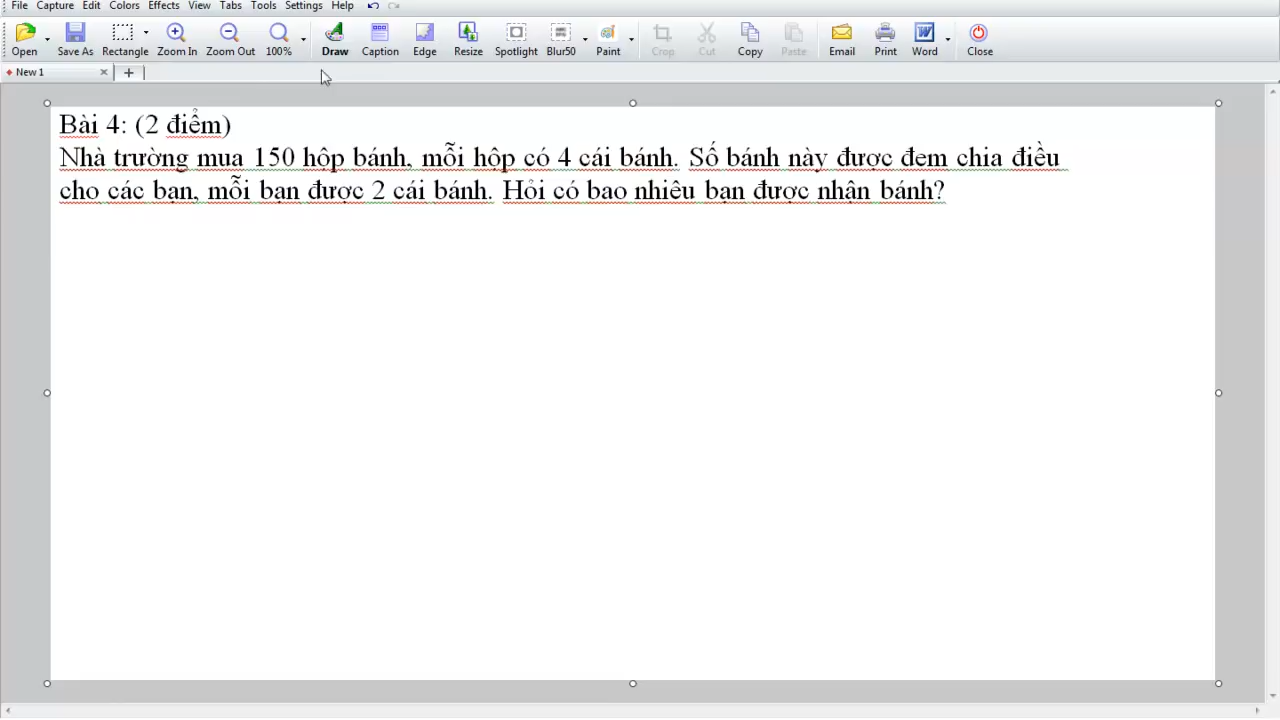 File Capture Edit Colors Effects View Tabs Tools Settings Help
Open Save As Rectangle Zoom In Zoom Out 100% Draw Caption Edge Resize Spotlight Blur50 Paint Crop Cut Copy Paste Email Print Word Close
New 1
Bài 4: (2 điểm)
Nhà trường mua 150 hộp bánh, mỗi hộp có 4 cái bánh. Số bánh này được đem chia điều
cho các bạn, mỗi bạn được 2 cái bánh. Hỏi có bao nhiêu bạn được nhận bánh?